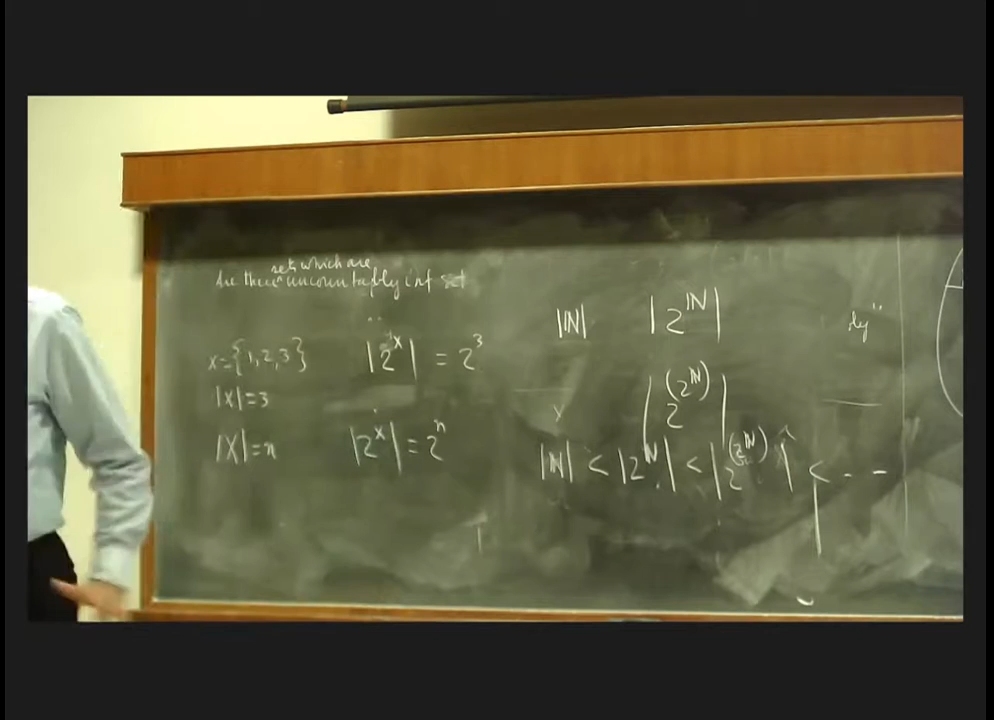 Are there sets which are uncountably inf set
X={1,2,3} |2^X| = 2^3
|X|=3
|X|=n |2^X| = 2^n
|ℕ| |2^ℕ|
|2^(2^ℕ)|
|ℕ| < |2^ℕ| < |2^(2^ℕ)| < ---